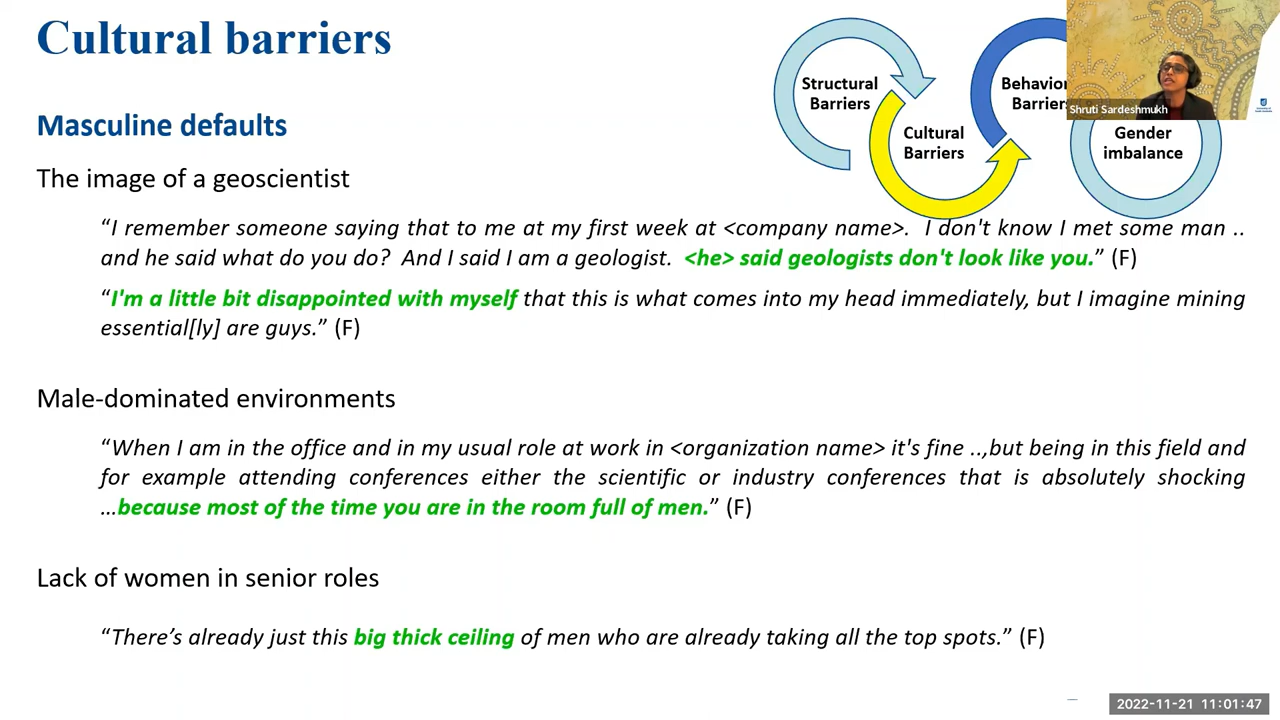 Cultural barriers
Structural
Barriers
Cultural
Barriers
Gender
imbalance
Shruti Sardeshmukh
Masculine defaults
The image of a geoscientist
“I remember someone saying that to me at my first week at <company name>. I don't know I met some man ..
and he said what do you do? And I said I am a geologist. <he> said geologists don't look like you.” (F)
“I'm a little bit disappointed with myself that this is what comes into my head immediately, but I imagine mining
essential[ly] are guys.” (F)
Male-dominated environments
“When I am in the office and in my usual role at work in <organization name> it's fine ..,but being in this field and
for example attending conferences either the scientific or industry conferences that is absolutely shocking
…because most of the time you are in the room full of men.” (F)
Lack of women in senior roles
“There’s already just this big thick ceiling of men who are already taking all the top spots.” (F)
2022-11-21 11:01:47